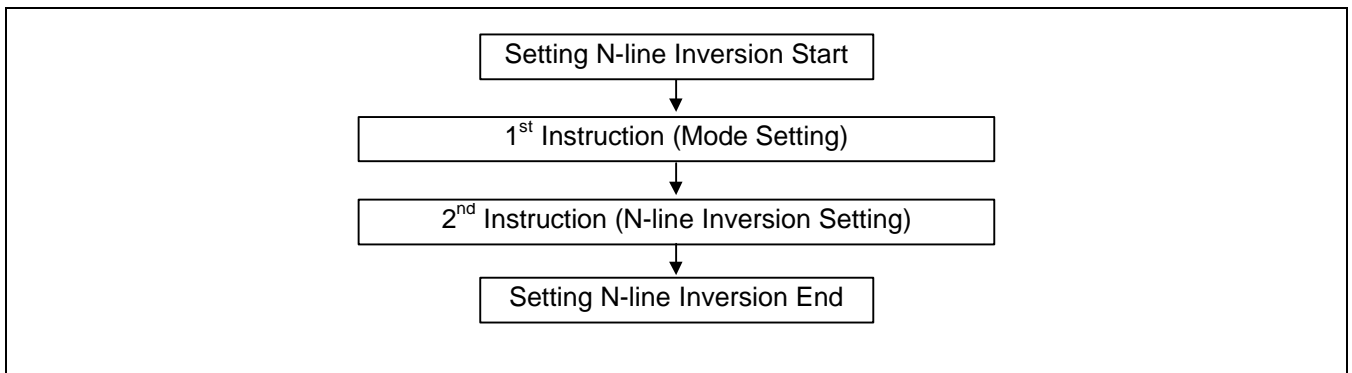 Setting N-line Inversion Start
1st Instruction (Mode Setting)
2nd Instruction (N-line Inversion Setting)
Setting N-line Inversion End